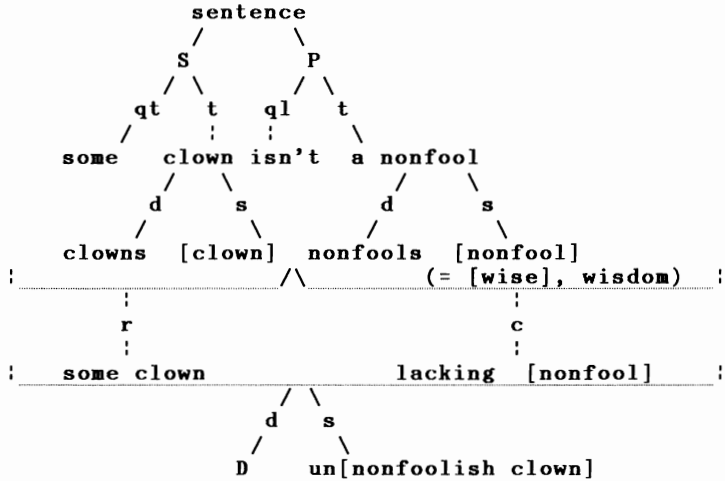 sentence
S P
qt t ql t
some clown isn't a nonfool
d s d s
clowns [clown] nonfools [nonfool]
(= [wise], wisdom)
r c
some clown lacking [nonfool]
d s
D un[nonfoolish clown]